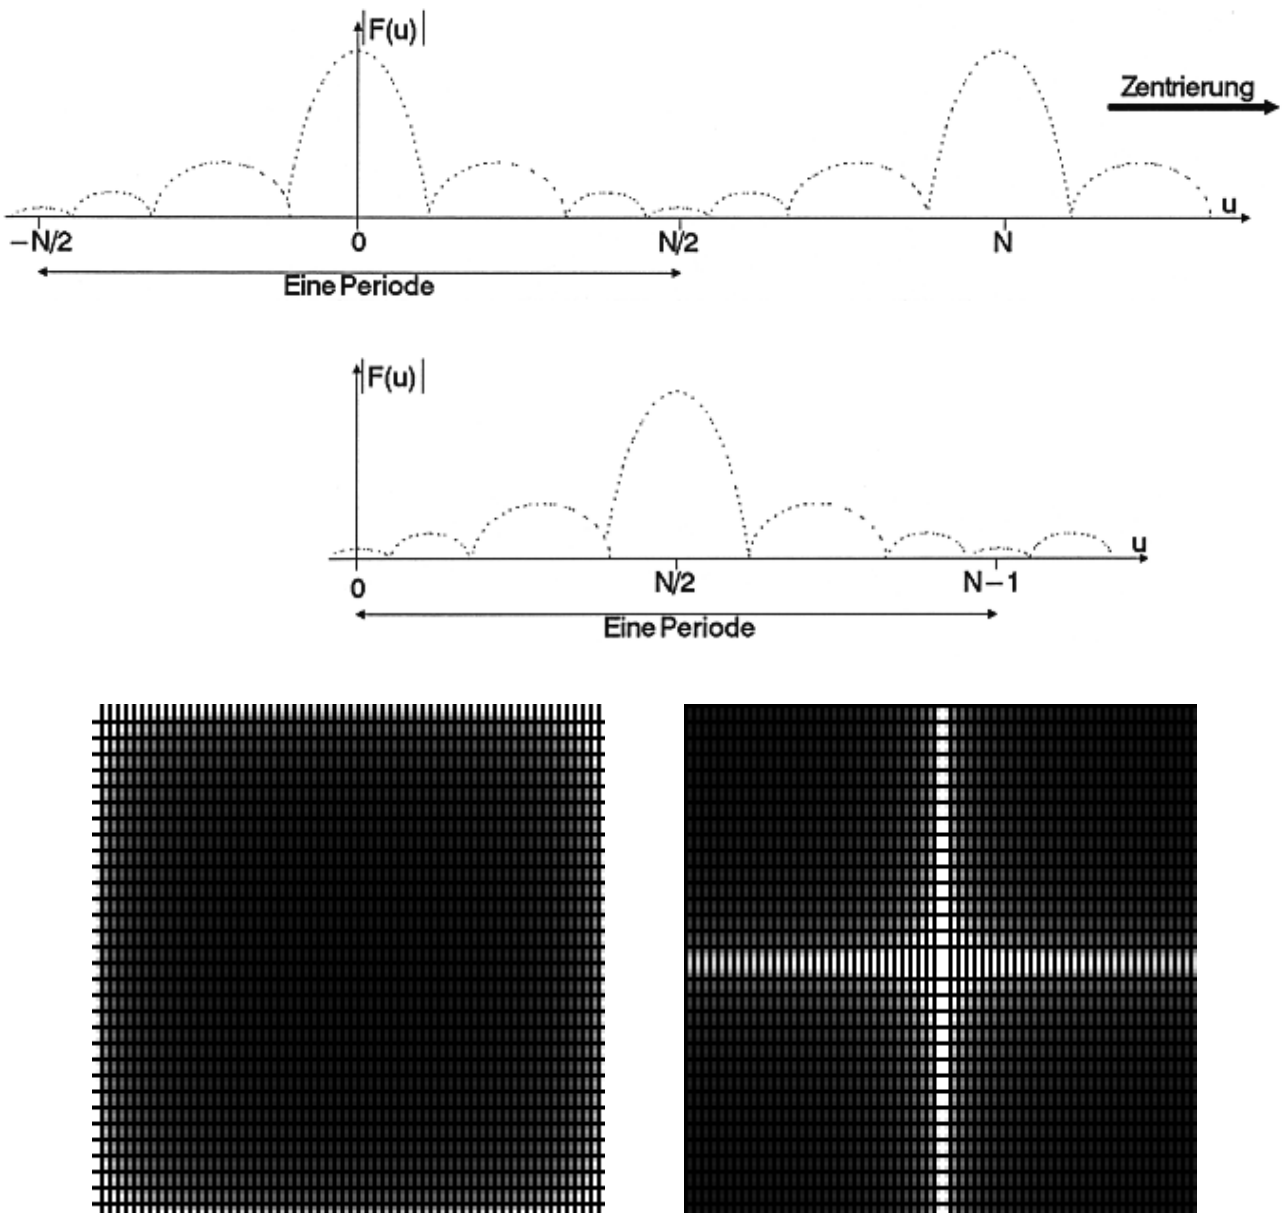 |F(u)|
Zentrierung
u
−N/2 0 N/2 N
Eine Periode
|F(u)|
u
0 N/2 N−1
Eine Periode